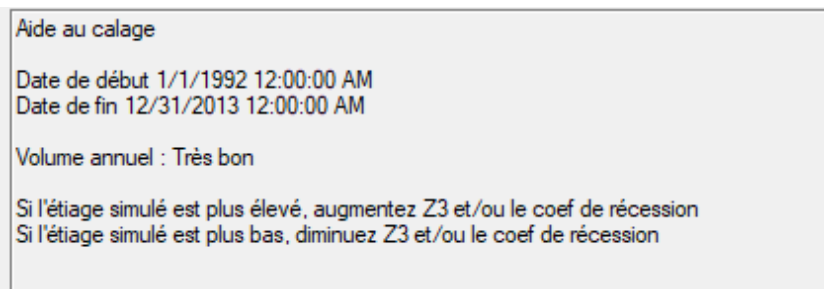 Aide au calage
Date de début 1/1/1992 12:00:00 AM
Date de fin 12/31/2013 12:00:00 AM
Volume annuel : Très bon
Si l'étiage simulé est plus élevé, augmentez Z3 et/ou le coef de récession
Si l'étiage simulé est plus bas, diminuez Z3 et/ou le coef de récession